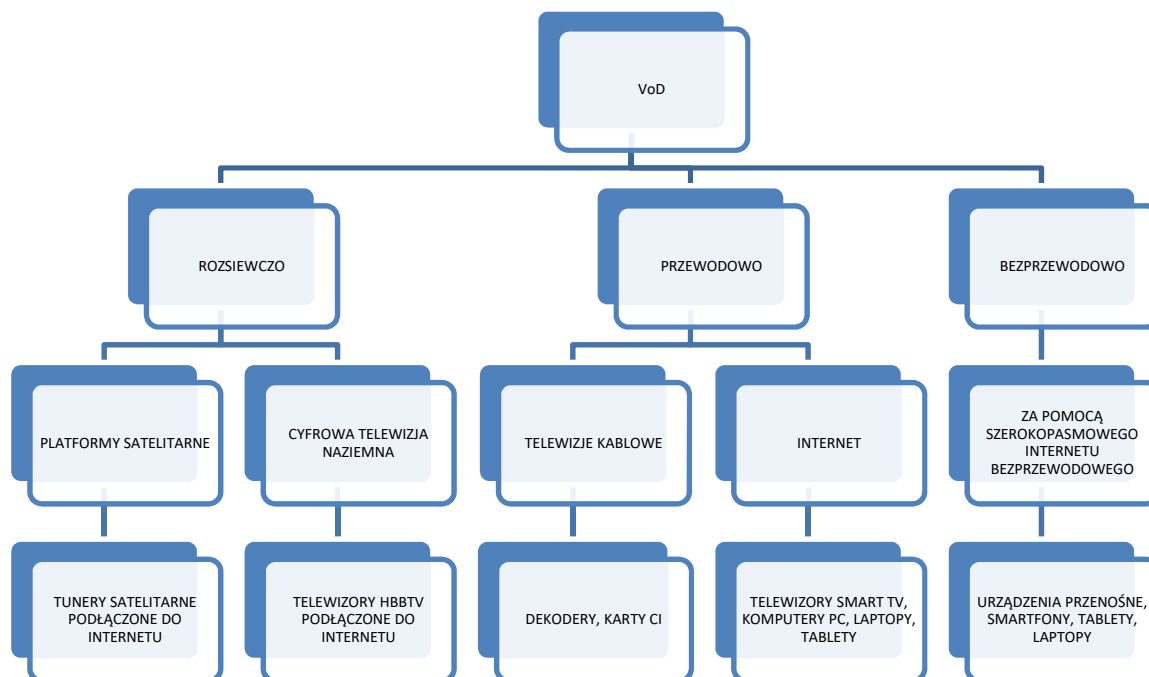 VoD
ROZSIEWCZO
PRZEWODOWO
BEZPRZEWODOWO
PLATFORMY SATELITARNE
CYFROWA TELEWIZJA
NAZIEMNA
TELEWIZJE KABLOWE
INTERNET
ZA POMOCĄ
SZEROKOPASMOWEGO
INTERNETU
BEZPRZEWODOWEGO
TUNERY SATELITARNE
PODŁĄCZONE DO
INTERNETU
TELEWIZORY HBBTV
PODŁĄCZONE DO
INTERNETU
DEKODERY, KARTY CI
TELEWIZORY SMART TV,
KOMPUTERY PC, LAPTOPY,
TABLETY
URZĄDZENIA PRZENOŚNE,
SMARTFONY, TABLETY,
LAPTOPY